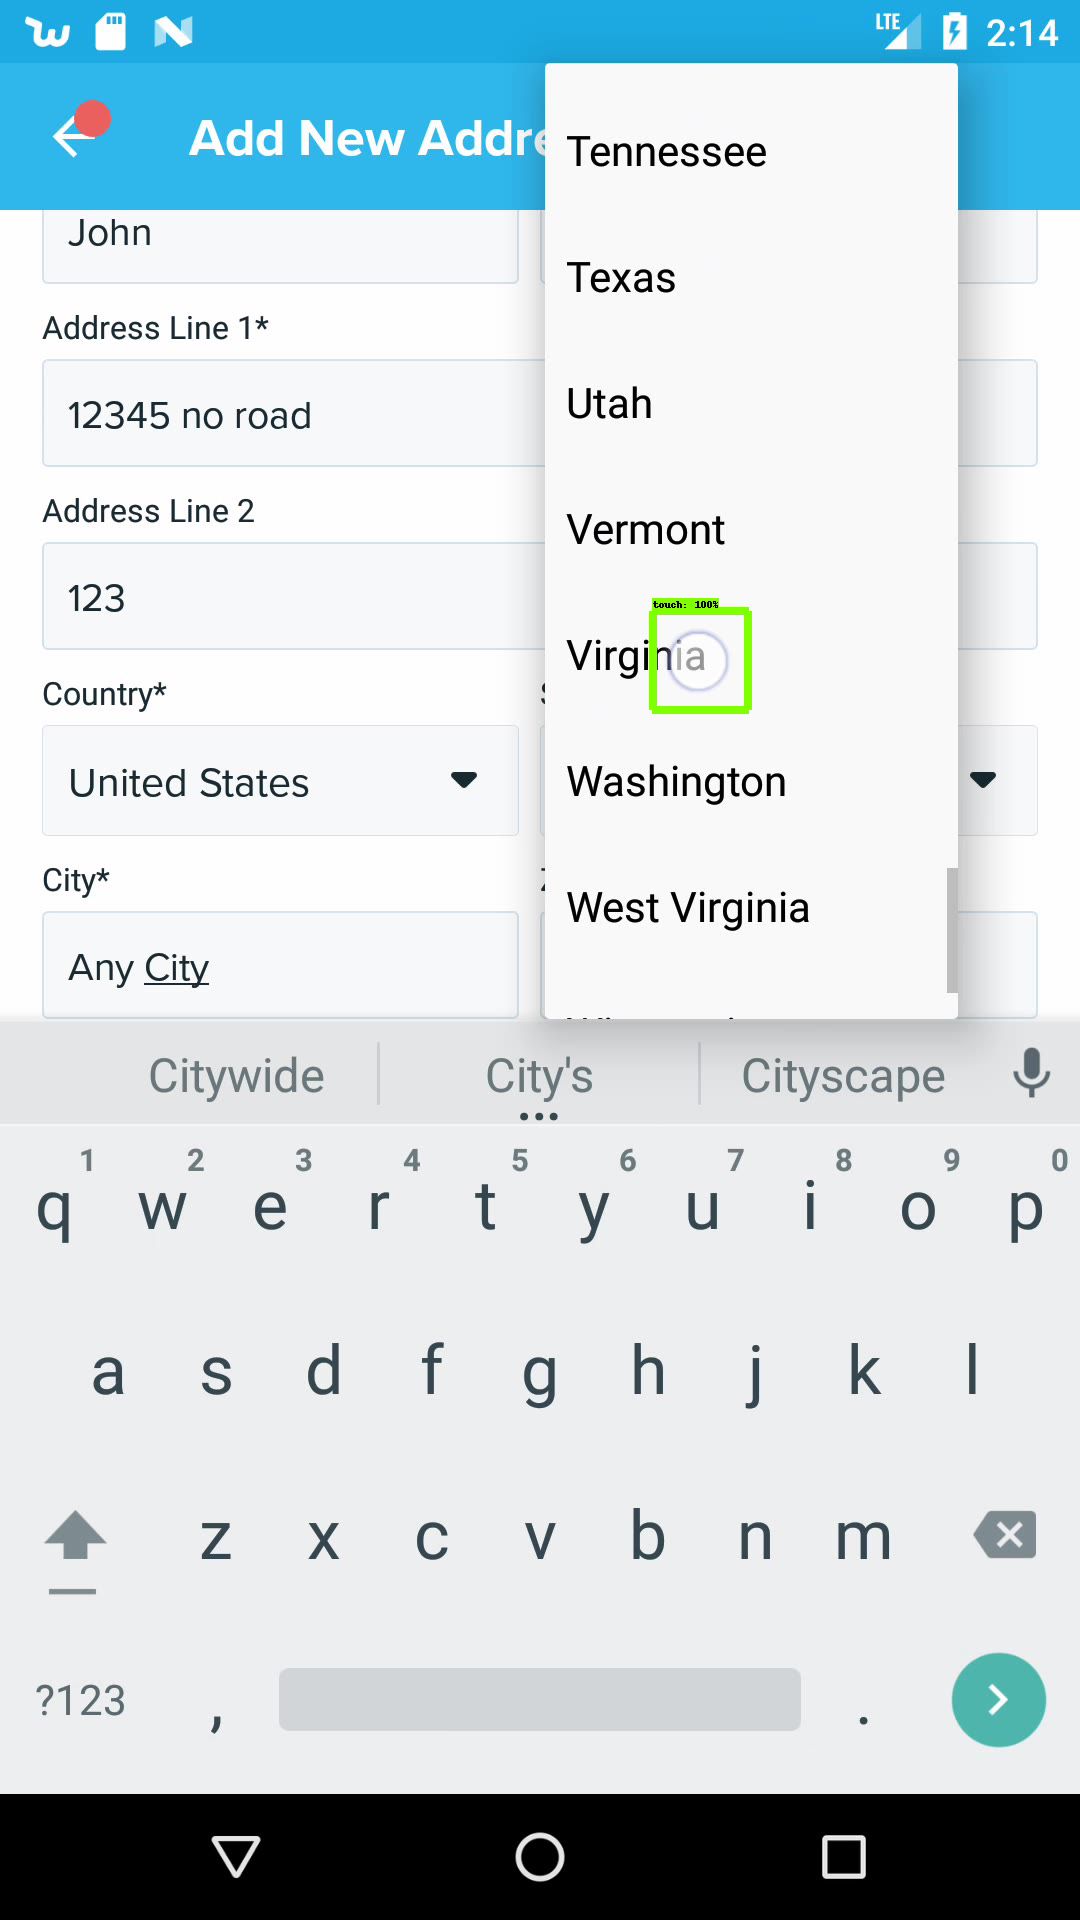 LTE 2:14
Add New Addre
John
Address Line 1*
12345 no road
Address Line 2
123
Country*
United States
City*
Any City
Tennessee
Texas
Utah
Vermont
touch: 100%
Virginia
Washington
West Virginia
Citywide City's Cityscape
1 2 3 4 5 6 7 8 9 0
q w e r t y u i o p
a s d f g h j k l
z x c v b n m
?123 , .